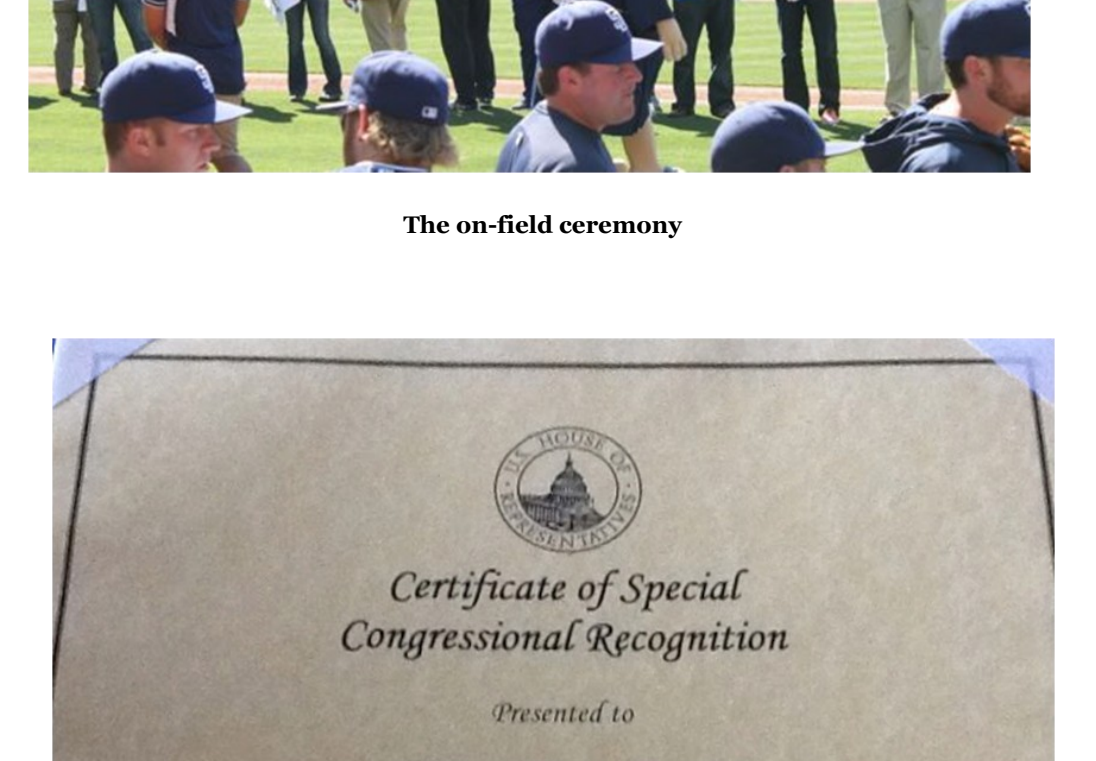 The on-field ceremony
U.S. HOUSE OF
REPRESENTATIVES
Certificate of Special
Congressional Recognition
Presented to